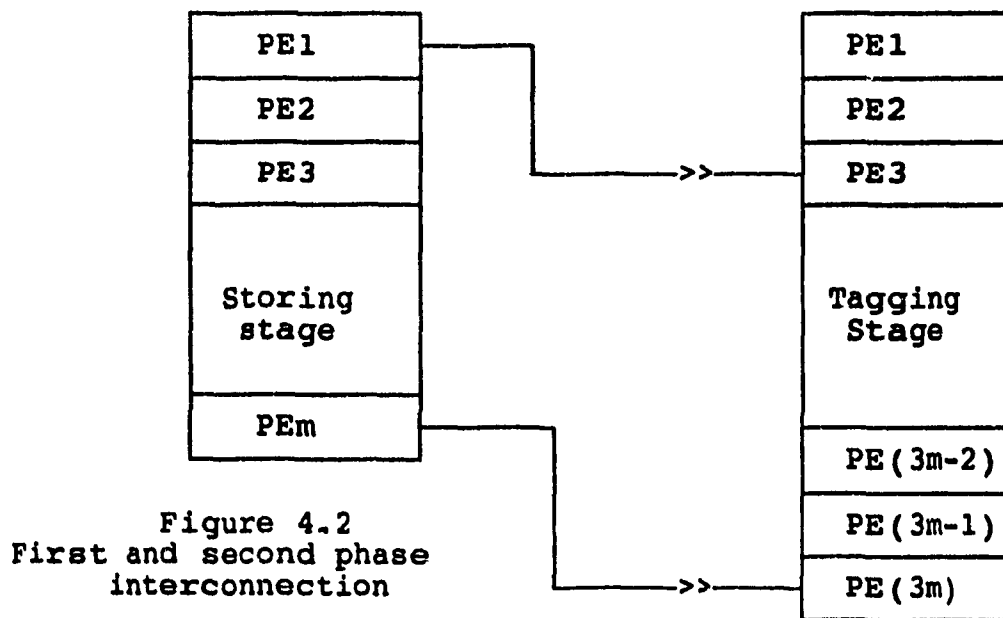 PE1
PE2
PE3
Storing
stage
PEm
>>
>>
PE1
PE2
PE3
Tagging
Stage
PE(3m-2)
PE(3m-1)
PE(3m)
Figure 4.2
First and second phase
interconnection